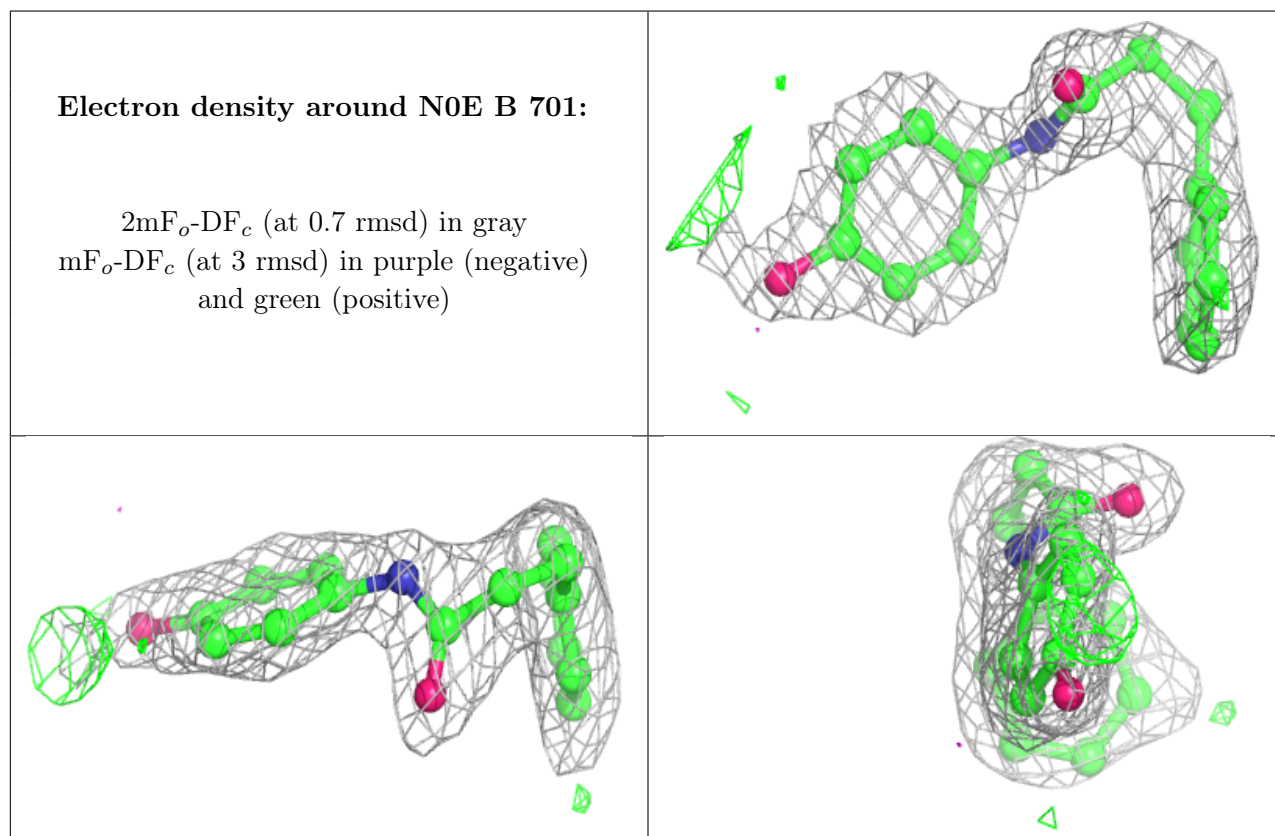 Electron density around N0E B 701:
2mFo-DFc (at 0.7 rmsd) in gray
mFo-DFc (at 3 rmsd) in purple (negative)
and green (positive)